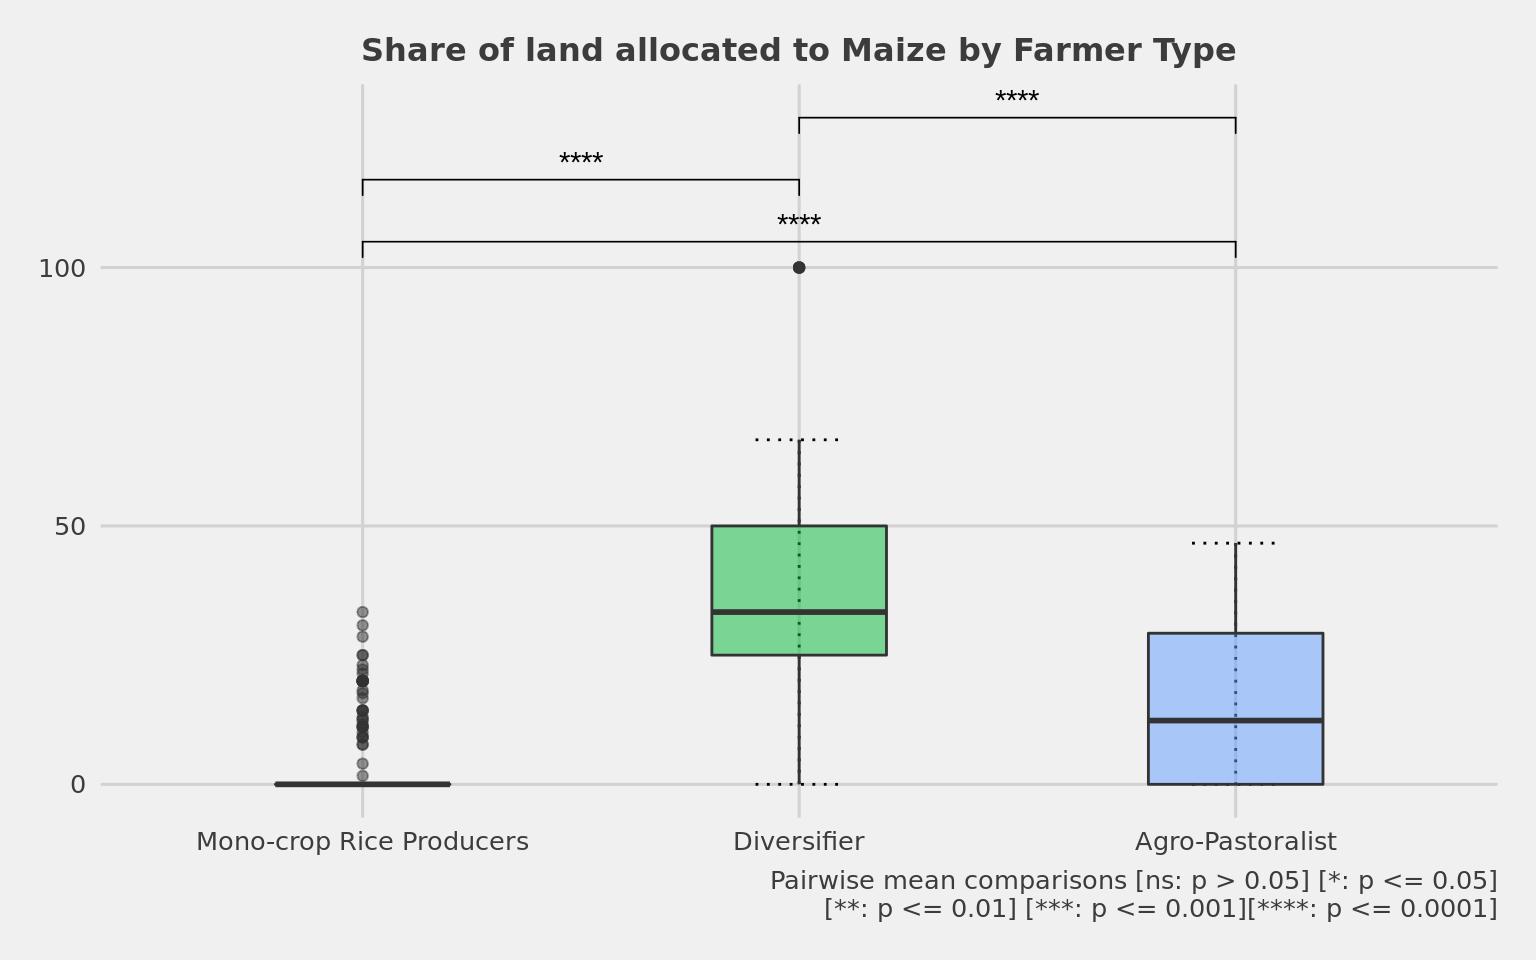 Share of land allocated to Maize by Farmer Type
****
****
****
100
50
0
Mono-crop Rice Producers
Diversifier
Agro-Pastoralist
Pairwise mean comparisons [ns: p > 0.05] [*: p <= 0.05]
[**: p <= 0.01] [***: p <= 0.001][****: p <= 0.0001]